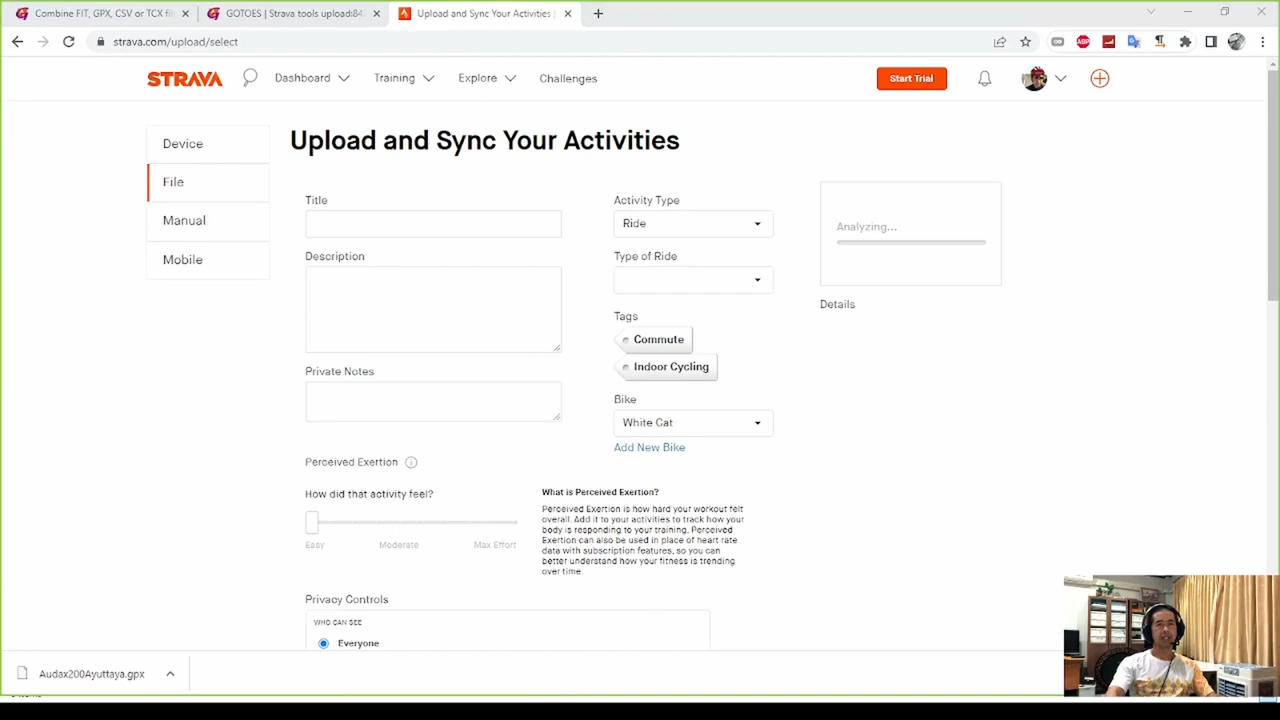 Combine FIT, GPX, CSV or TCX fil
GOTOES | Strava tools upload:84
Upload and Sync Your Activities |
strava.com/upload/select
ABP
STRAVA
Dashboard
Training
Explore
Challenges
Start Trial
Device
File
Manual
Mobile
Upload and Sync Your Activities
Title
Description
Private Notes
Perceived Exertion
How did that activity feel?
Easy
Moderate
Max Effort
What is Perceived Exertion?
Perceived Exertion is how hard your workout felt
overall. Add it to your activities to track how your
body is responding to your training. Perceived
Exertion can also be used in place of heart rate
data with subscription features, so you can
better understand how your fitness is trending
over time.
Activity Type
Ride
Type of Ride
Tags
Commute
Indoor Cycling
Bike
White Cat
Add New Bike
Analyzing...
Details
Privacy Controls
WHO CAN SEE
Everyone
Audax200Ayuttaya.gpx